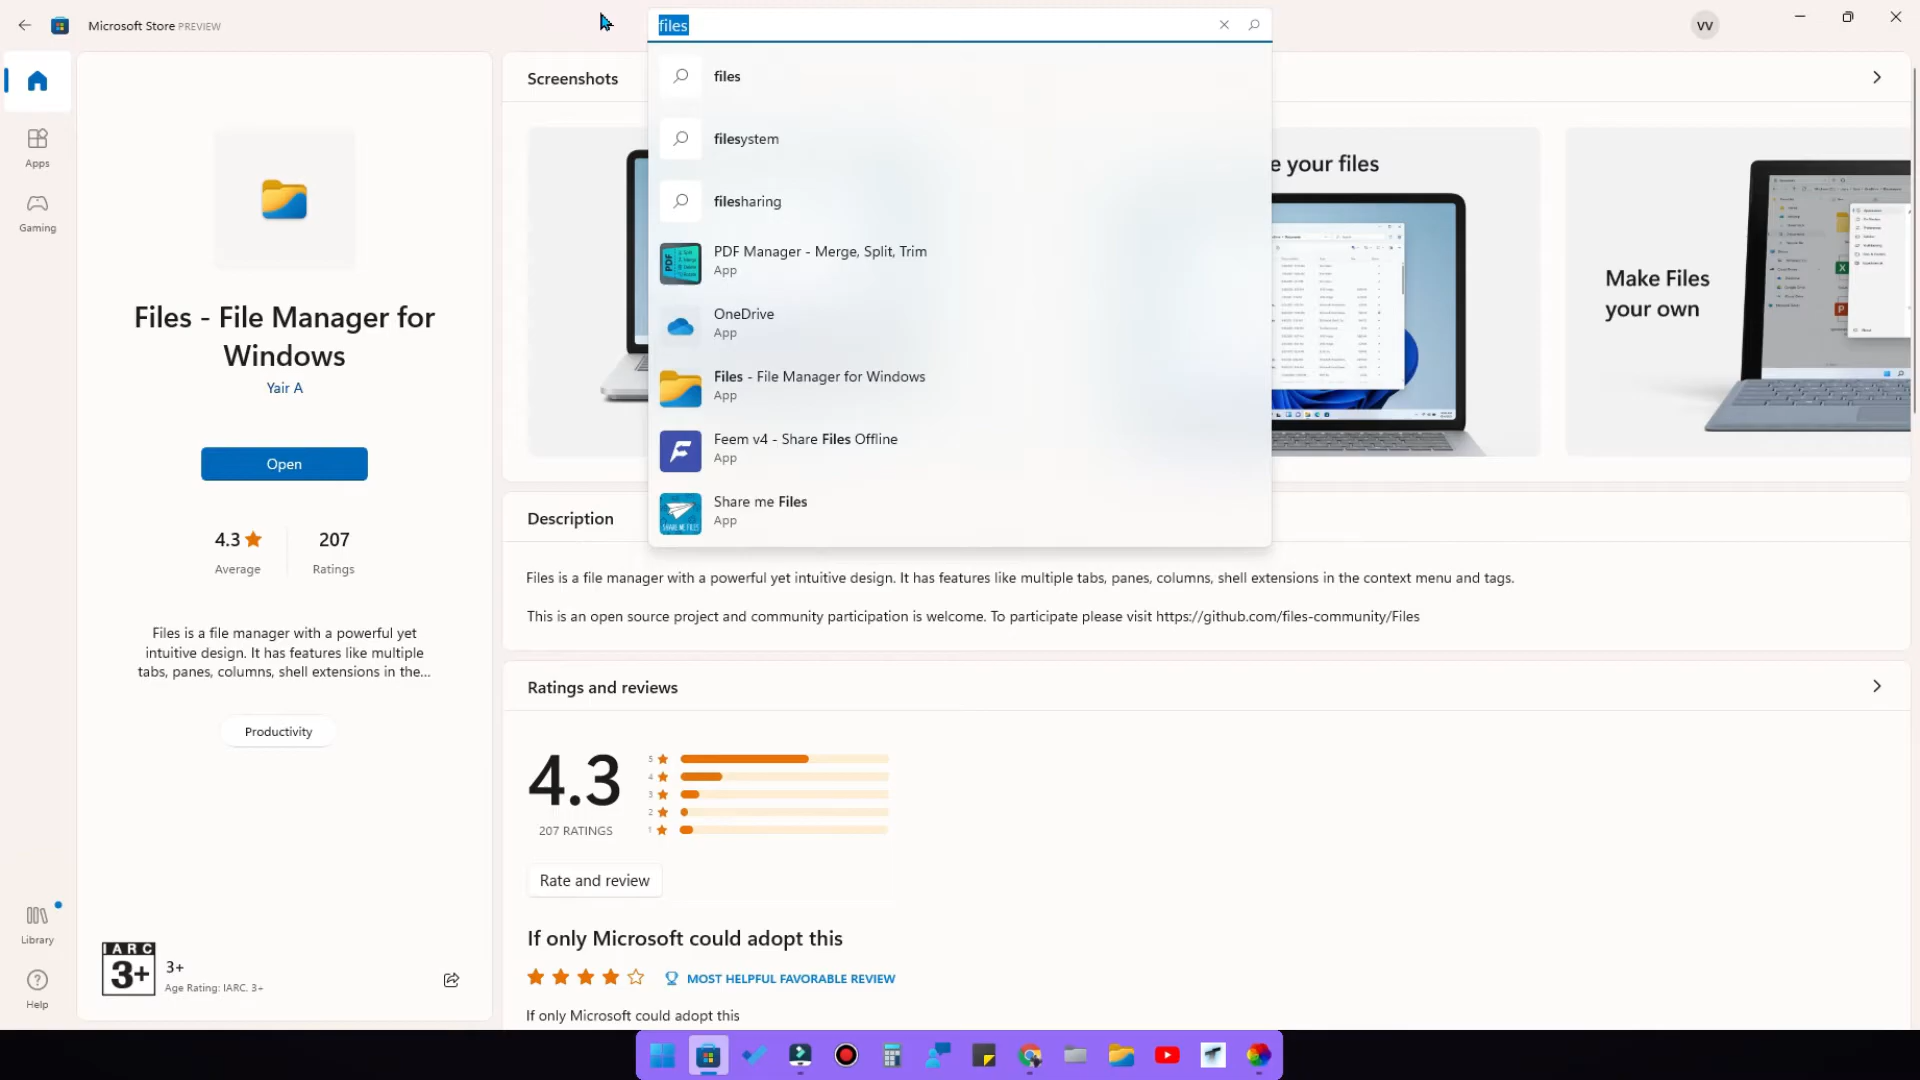 Microsoft Store PREVIEW
files
VV
Apps
Gaming
Library
Help
Files - File Manager for
Windows
Yair A
Open
4.3
Average
207
Ratings
Files is a file manager with a powerful yet
intuitive design. It has features like multiple
tabs, panes, columns, shell extensions in the...
Productivity
IARC
3+
3+
Age Rating: IARC. 3+
files
filesystem
filesharing
PDF
PDF Manager - Merge, Split, Trim
App
OneDrive
App
Files - File Manager for Windows
App
Feem v4 - Share Files Offline
App
SHARE ME FILES
Share me Files
App
Screenshots
e your files
Make Files
your own
Description
Files is a file manager with a powerful yet intuitive design. It has features like multiple tabs, panes, columns, shell extensions in the context menu and tags.
This is an open source project and community participation is welcome. To participate please visit https://github.com/files-community/Files
Ratings and reviews
4.3
207 RATINGS
5
4
3
2
1
Rate and review
If only Microsoft could adopt this
MOST HELPFUL FAVORABLE REVIEW
If only Microsoft could adopt this